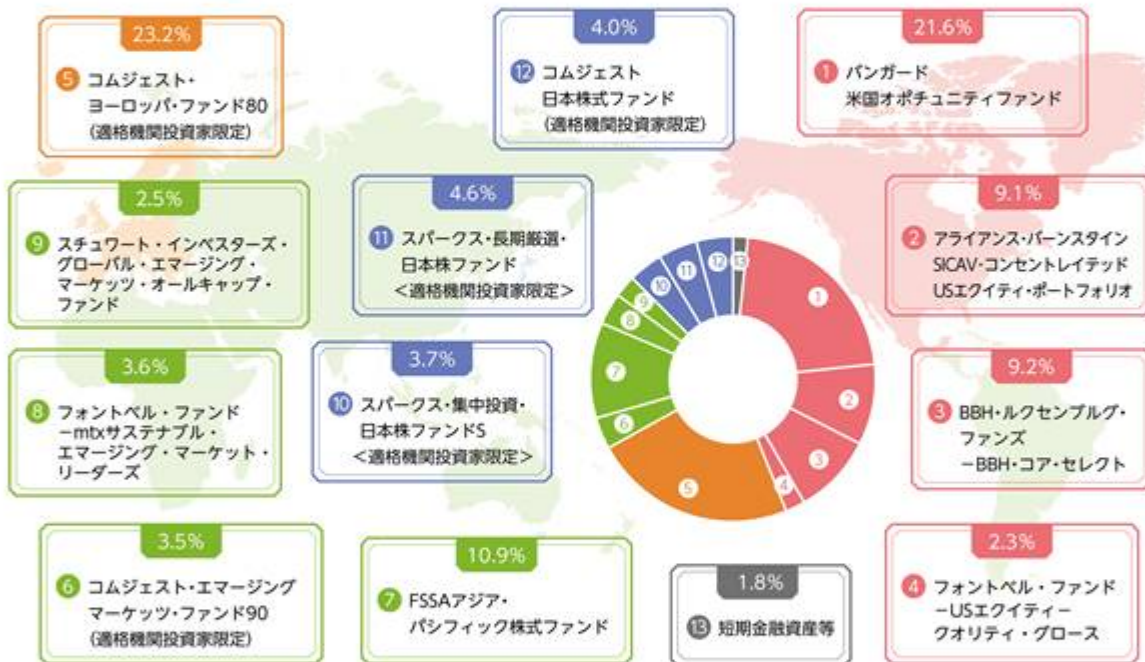 23.2%
⑤ コムジェスト・
ヨーロッパ・ファンド80
(適格機関投資家限定)
4.0%
⑫ コムジェスト
日本株式ファンド
(適格機関投資家限定)
21.6%
① バンガード
米国オポチュニティファンド
2.5%
⑨ スチュワート・インベスターズ・
グローバル・エマージング・
マーケッツ・オールキャップ・
ファンド
4.6%
⑪ スパークス・長期厳選・
日本株ファンド
<適格機関投資家限定>
9.1%
② アライアンス・バーンスタイン
SICAV・コンセントレイテッド
USエクイティ・ポートフォリオ
3.6%
⑧ フォントベル・ファンド
-mtxサステナブル・
エマージング・マーケット・
リーダーズ
3.7%
⑩ スパークス・集中投資・
日本株ファンドS
<適格機関投資家限定>
9.2%
③ BBH・ルクセンブルグ・
ファンズ
-BBH・コア・セレクト
3.5%
⑥ コムジェスト・エマージング
マーケッツ・ファンド90
(適格機関投資家限定)
10.9%
⑦ FSSAアジア・
パシフィック株式ファンド
1.8%
⑬ 短期金融資産等
2.3%
④ フォントベル・ファンド
-USエクイティ-
クオリティ・グロース
①
②
③
④
⑤
⑥
⑦
⑧
⑨
⑩
⑪
⑫
⑬